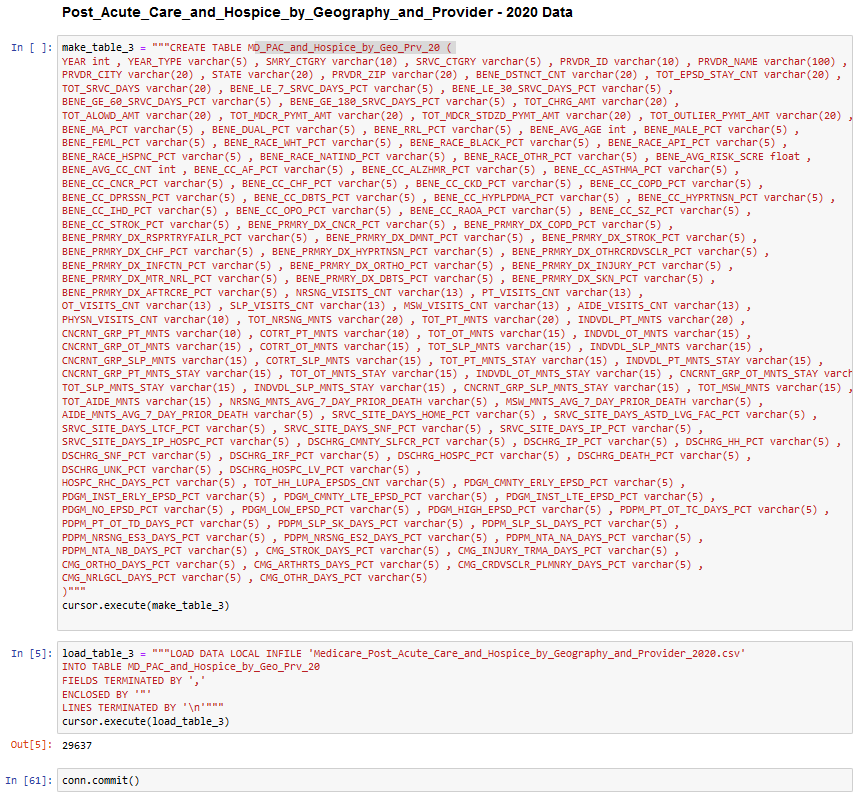 Post_Acute_Care_and_Hospice_by_Geography_and_Provider - 2020 Data
In [ ]: make_table_3 = """CREATE TABLE MD_PAC_and_Hospice_by_Geo_Prv_20 (
YEAR int , YEAR_TYPE varchar(5) , SMRY_CTGRY varchar(10) , SRVC_CTGRY varchar(5) , PRVDR_ID varchar(10) , PRVDR_NAME varchar(100) ,
PRVDR_CITY varchar(20) , STATE varchar(20) , PRVDR_ZIP varchar(20) , BENE_DSTNCT_CNT varchar(20) , TOT_EPSD_STAY_CNT varchar(20) ,
TOT_SRVC_DAYS varchar(20) , BENE_LE_7_SRVC_DAYS_PCT varchar(5) , BENE_LE_30_SRVC_DAYS_PCT varchar(5) ,
BENE_GE_60_SRVC_DAYS_PCT varchar(5) , BENE_GE_180_SRVC_DAYS_PCT varchar(5) , TOT_CHRG_AMT varchar(20) ,
TOT_ALOWD_AMT varchar(20) , TOT_MDCR_PYMT_AMT varchar(20) , TOT_MDCR_STDZD_PYMT_AMT varchar(20) , TOT_OUTLIER_PYMT_AMT varchar(20) ,
BENE_MA_PCT varchar(5) , BENE_DUAL_PCT varchar(5) , BENE_RRL_PCT varchar(5) , BENE_AVG_AGE int , BENE_MALE_PCT varchar(5) ,
BENE_FEML_PCT varchar(5) , BENE_RACE_WHT_PCT varchar(5) , BENE_RACE_BLACK_PCT varchar(5) , BENE_RACE_API_PCT varchar(5) ,
BENE_RACE_HSPNC_PCT varchar(5) , BENE_RACE_NATIND_PCT varchar(5) , BENE_RACE_OTHR_PCT varchar(5) , BENE_AVG_RISK_SCRE float ,
BENE_AVG_CC_CNT int , BENE_CC_AF_PCT varchar(5) , BENE_CC_ALZHMR_PCT varchar(5) , BENE_CC_ASTHMA_PCT varchar(5) ,
BENE_CC_CNCR_PCT varchar(5) , BENE_CC_CHF_PCT varchar(5) , BENE_CC_CKD_PCT varchar(5) , BENE_CC_COPD_PCT varchar(5) ,
BENE_CC_DPRSSN_PCT varchar(5) , BENE_CC_DBTS_PCT varchar(5) , BENE_CC_HYPLPDMA_PCT varchar(5) , BENE_CC_HYPRTNSN_PCT varchar(5) ,
BENE_CC_IHD_PCT varchar(5) , BENE_CC_OPO_PCT varchar(5) , BENE_CC_RAOA_PCT varchar(5) , BENE_CC_SZ_PCT varchar(5) ,
BENE_CC_STROK_PCT varchar(5) , BENE_PRMRY_DX_CNCR_PCT varchar(5) , BENE_PRMRY_DX_COPD_PCT varchar(5) ,
BENE_PRMRY_DX_RSPRTRYFAILR_PCT varchar(5) , BENE_PRMRY_DX_DMNT_PCT varchar(5) , BENE_PRMRY_DX_STROK_PCT varchar(5) ,
BENE_PRMRY_DX_CHF_PCT varchar(5) , BENE_PRMRY_DX_HYPRTNSN_PCT varchar(5) , BENE_PRMRY_DX_OTHRCRDVSCLR_PCT varchar(5) ,
BENE_PRMRY_DX_INFCTN_PCT varchar(5) , BENE_PRMRY_DX_ORTHO_PCT varchar(5) , BENE_PRMRY_DX_INJURY_PCT varchar(5) ,
BENE_PRMRY_DX_MTR_NRL_PCT varchar(5) , BENE_PRMRY_DX_DBTS_PCT varchar(5) , BENE_PRMRY_DX_SKN_PCT varchar(5) ,
BENE_PRMRY_DX_AFTRCRE_PCT varchar(5) , NRSNG_VISITS_CNT varchar(13) , PT_VISITS_CNT varchar(13) ,
OT_VISITS_CNT varchar(13) , SLP_VISITS_CNT varchar(13) , MSW_VISITS_CNT varchar(13) , AIDE_VISITS_CNT varchar(13) ,
PHYSN_VISITS_CNT varchar(10) , TOT_NRSNG_MNTS varchar(20) , TOT_PT_MNTS varchar(20) , INDVDL_PT_MNTS varchar(20) ,
CNCRNT_GRP_PT_MNTS varchar(10) , COTRT_PT_MNTS varchar(10) , TOT_OT_MNTS varchar(15) , INDVDL_OT_MNTS varchar(15) ,
CNCRNT_GRP_OT_MNTS varchar(15) , COTRT_OT_MNTS varchar(15) , TOT_SLP_MNTS varchar(15) , INDVDL_SLP_MNTS varchar(15) ,
CNCRNT_GRP_SLP_MNTS varchar(15) , COTRT_SLP_MNTS varchar(15) , TOT_PT_MNTS_STAY varchar(15) , INDVDL_PT_MNTS_STAY varchar(15) ,
CNCRNT_GRP_PT_MNTS_STAY varchar(15) , TOT_OT_MNTS_STAY varchar(15) , INDVDL_OT_MNTS_STAY varchar(15) , CNCRNT_GRP_OT_MNTS_STAY varch
TOT_SLP_MNTS_STAY varchar(15) , INDVDL_SLP_MNTS_STAY varchar(15) , CNCRNT_GRP_SLP_MNTS_STAY varchar(15) , TOT_MSW_MNTS varchar(15) ,
TOT_AIDE_MNTS varchar(15) , NRSNG_MNTS_AVG_7_DAY_PRIOR_DEATH varchar(5) , MSW_MNTS_AVG_7_DAY_PRIOR_DEATH varchar(5) ,
AIDE_MNTS_AVG_7_DAY_PRIOR_DEATH varchar(5) , SRVC_SITE_DAYS_HOME_PCT varchar(5) , SRVC_SITE_DAYS_ASTD_LVG_FAC_PCT varchar(5) ,
SRVC_SITE_DAYS_LTCF_PCT varchar(5) , SRVC_SITE_DAYS_SNF_PCT varchar(5) , SRVC_SITE_DAYS_IP_PCT varchar(5) ,
SRVC_SITE_DAYS_IP_HOSPC_PCT varchar(5) , DSCHRG_CMNTY_SLFCR_PCT varchar(5) , DSCHRG_IP_PCT varchar(5) , DSCHRG_HH_PCT varchar(5) ,
DSCHRG_SNF_PCT varchar(5) , DSCHRG_IRF_PCT varchar(5) , DSCHRG_HOSPC_PCT varchar(5) , DSCHRG_DEATH_PCT varchar(5) ,
DSCHRG_UNK_PCT varchar(5) , DSCHRG_HOSPC_LV_PCT varchar(5) ,
HOSPC_RHC_DAYS_PCT varchar(5) , TOT_HH_LUPA_EPSDS_CNT varchar(5) , PDGM_CMNTY_ERLY_EPSD_PCT varchar(5) ,
PDGM_INST_ERLY_EPSD_PCT varchar(5) , PDGM_CMNTY_LTE_EPSD_PCT varchar(5) , PDGM_INST_LTE_EPSD_PCT varchar(5) ,
PDGM_NO_EPSD_PCT varchar(5) , PDGM_LOW_EPSD_PCT varchar(5) , PDGM_HIGH_EPSD_PCT varchar(5) , PDPM_PT_OT_TC_DAYS_PCT varchar(5) ,
PDPM_PT_OT_TD_DAYS_PCT varchar(5) , PDPM_SLP_SK_DAYS_PCT varchar(5) , PDPM_SLP_SL_DAYS_PCT varchar(5) ,
PDPM_NRSNG_ES3_DAYS_PCT varchar(5) , PDPM_NRSNG_ES2_DAYS_PCT varchar(5) , PDPM_NTA_NA_DAYS_PCT varchar(5) ,
PDPM_NTA_NB_DAYS_PCT varchar(5) , CMG_STROK_DAYS_PCT varchar(5) , CMG_INJURY_TRMA_DAYS_PCT varchar(5) ,
CMG_ORTHO_DAYS_PCT varchar(5) , CMG_ARTHRTS_DAYS_PCT varchar(5) , CMG_CRDVSCLR_PLMNRY_DAYS_PCT varchar(5) ,
CMG_NRLGCL_DAYS_PCT varchar(5) , CMG_OTHR_DAYS_PCT varchar(5)
)"""
cursor.execute(make_table_3)
In [5]: load_table_3 = """LOAD DATA LOCAL INFILE 'Medicare_Post_Acute_Care_and_Hospice_by_Geography_and_Provider_2020.csv'
INTO TABLE MD_PAC_and_Hospice_by_Geo_Prv_20
FIELDS TERMINATED BY ','
ENCLOSED BY '"'
LINES TERMINATED BY '\n'"""
cursor.execute(load_table_3)
Out[5]: 29637
In [61]: conn.commit()